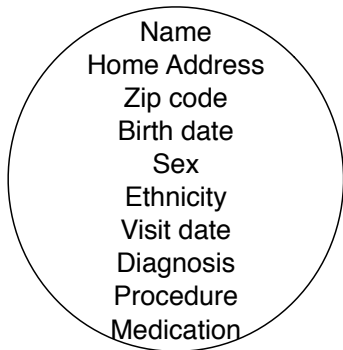 Name
Home Address
Zip code
Birth date
Sex
Ethnicity
Visit date
Diagnosis
Procedure
Medication